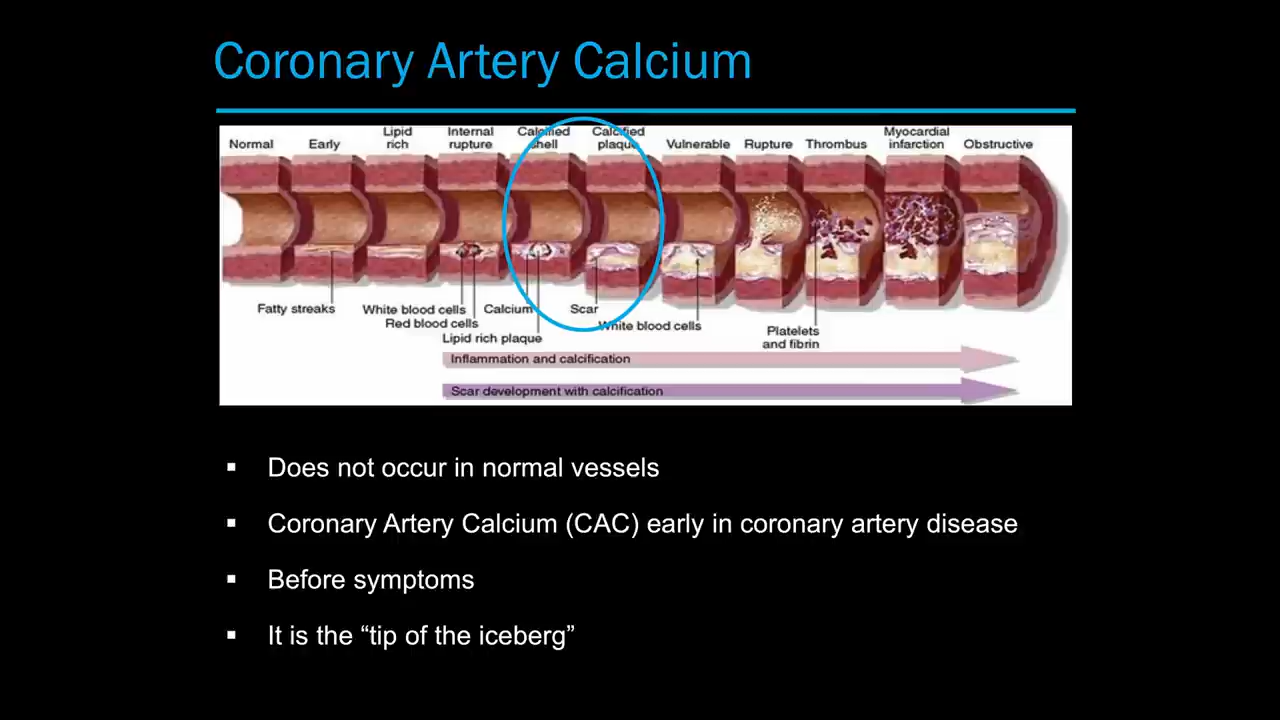 Coronary Artery Calcium
Normal
Early
Lipid
rich
Internal
rupture
Calcified
shell
Calcified
plaque
Vulnerable
Rupture
Thrombus
Myocardial
infarction
Obstructive
Fatty streaks
White blood cells
Red blood cells
Calcium
Lipid rich plaque
Scar
White blood cells
Platelets
and fibrin
Inflammation and calcification
Scar development with calcification
▪ Does not occur in normal vessels
▪ Coronary Artery Calcium (CAC) early in coronary artery disease
▪ Before symptoms
▪ It is the “tip of the iceberg”